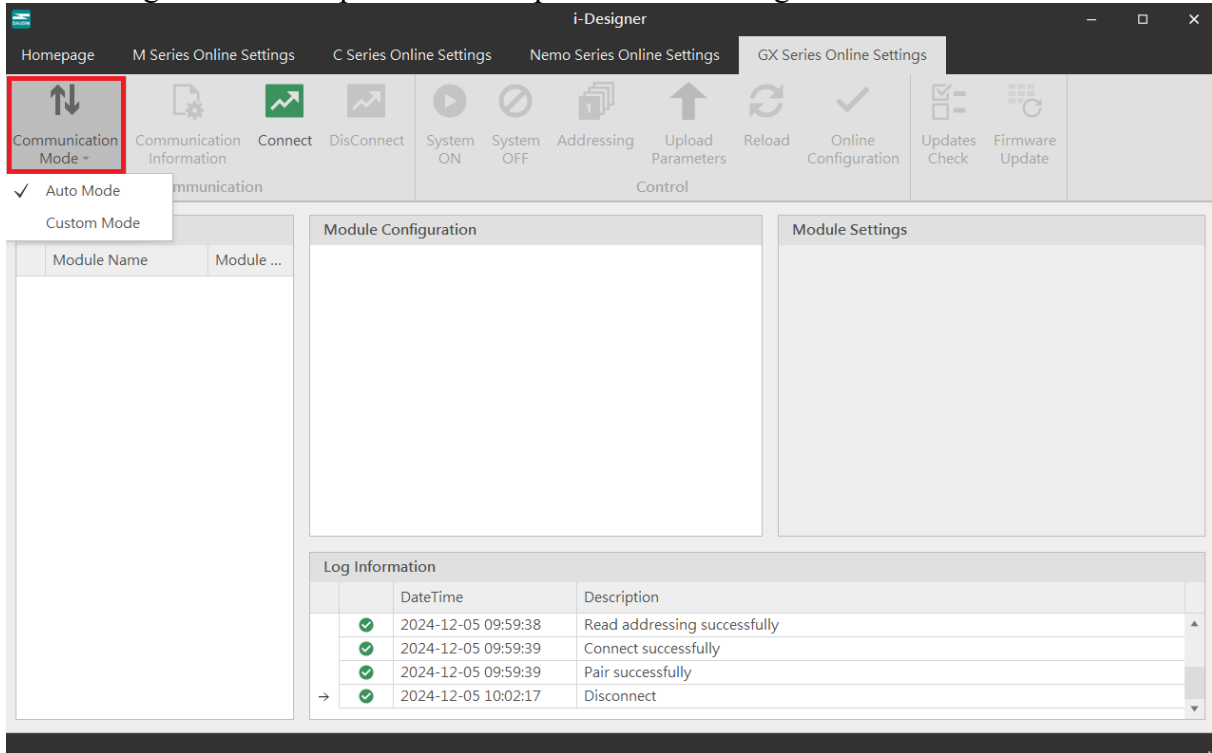 i-Designer
Homepage M Series Online Settings C Series Online Settings Nemo Series Online Settings GX Series Online Settings
Communication Mode
Communication Information
Connect
DisConnect
System ON
System OFF
Addressing
Upload Parameters
Reload
Online Configuration
Updates Check
Firmware Update
mmunication
Control
Auto Mode
Custom Mode
Module Name Module ...
Module Configuration
Module Settings
Log Information
DateTime Description
2024-12-05 09:59:38 Read addressing successfully
2024-12-05 09:59:39 Connect successfully
2024-12-05 09:59:39 Pair successfully
2024-12-05 10:02:17 Disconnect